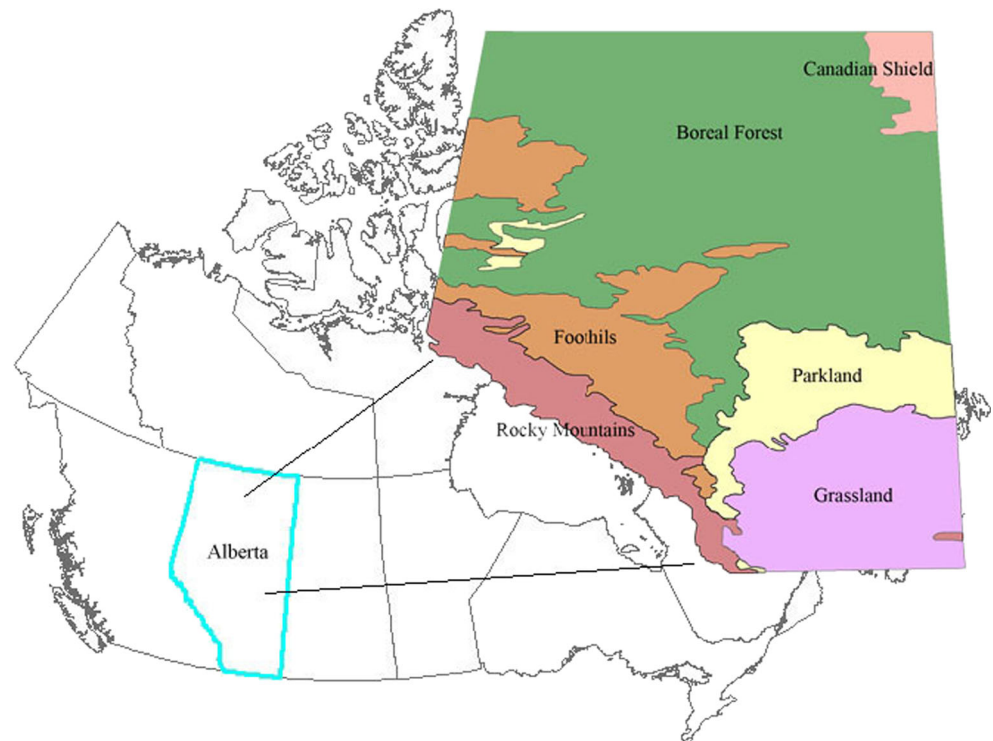 Canadian Shield
Boreal Forest
Foothils
Parkland
Rocky Mountains
Grassland
Alberta